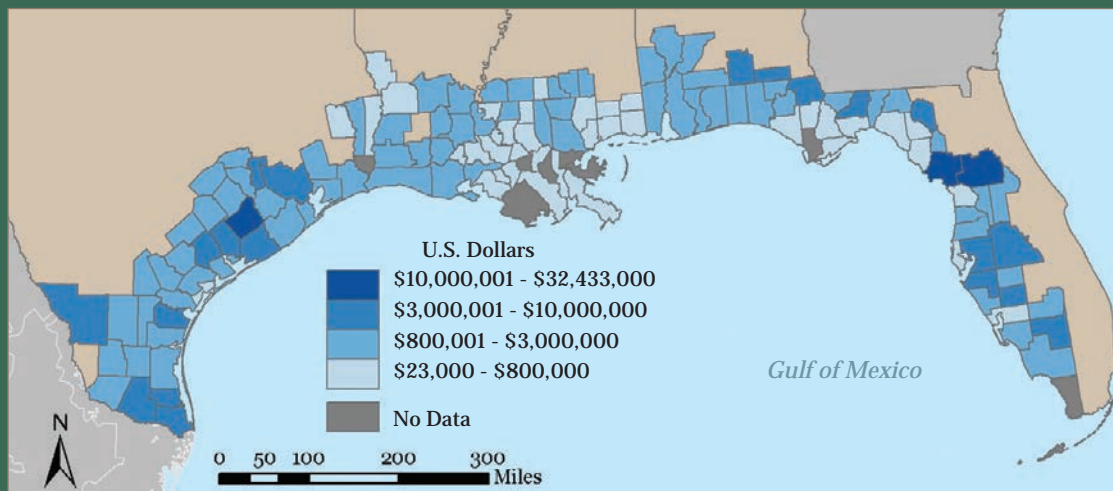 U.S. Dollars
$10,000,001 - $32,433,000
$3,000,001 - $10,000,000
$800,001 - $3,000,000
$23,000 - $800,000
No Data
Gulf of Mexico
N
0 50 100 200 300
Miles